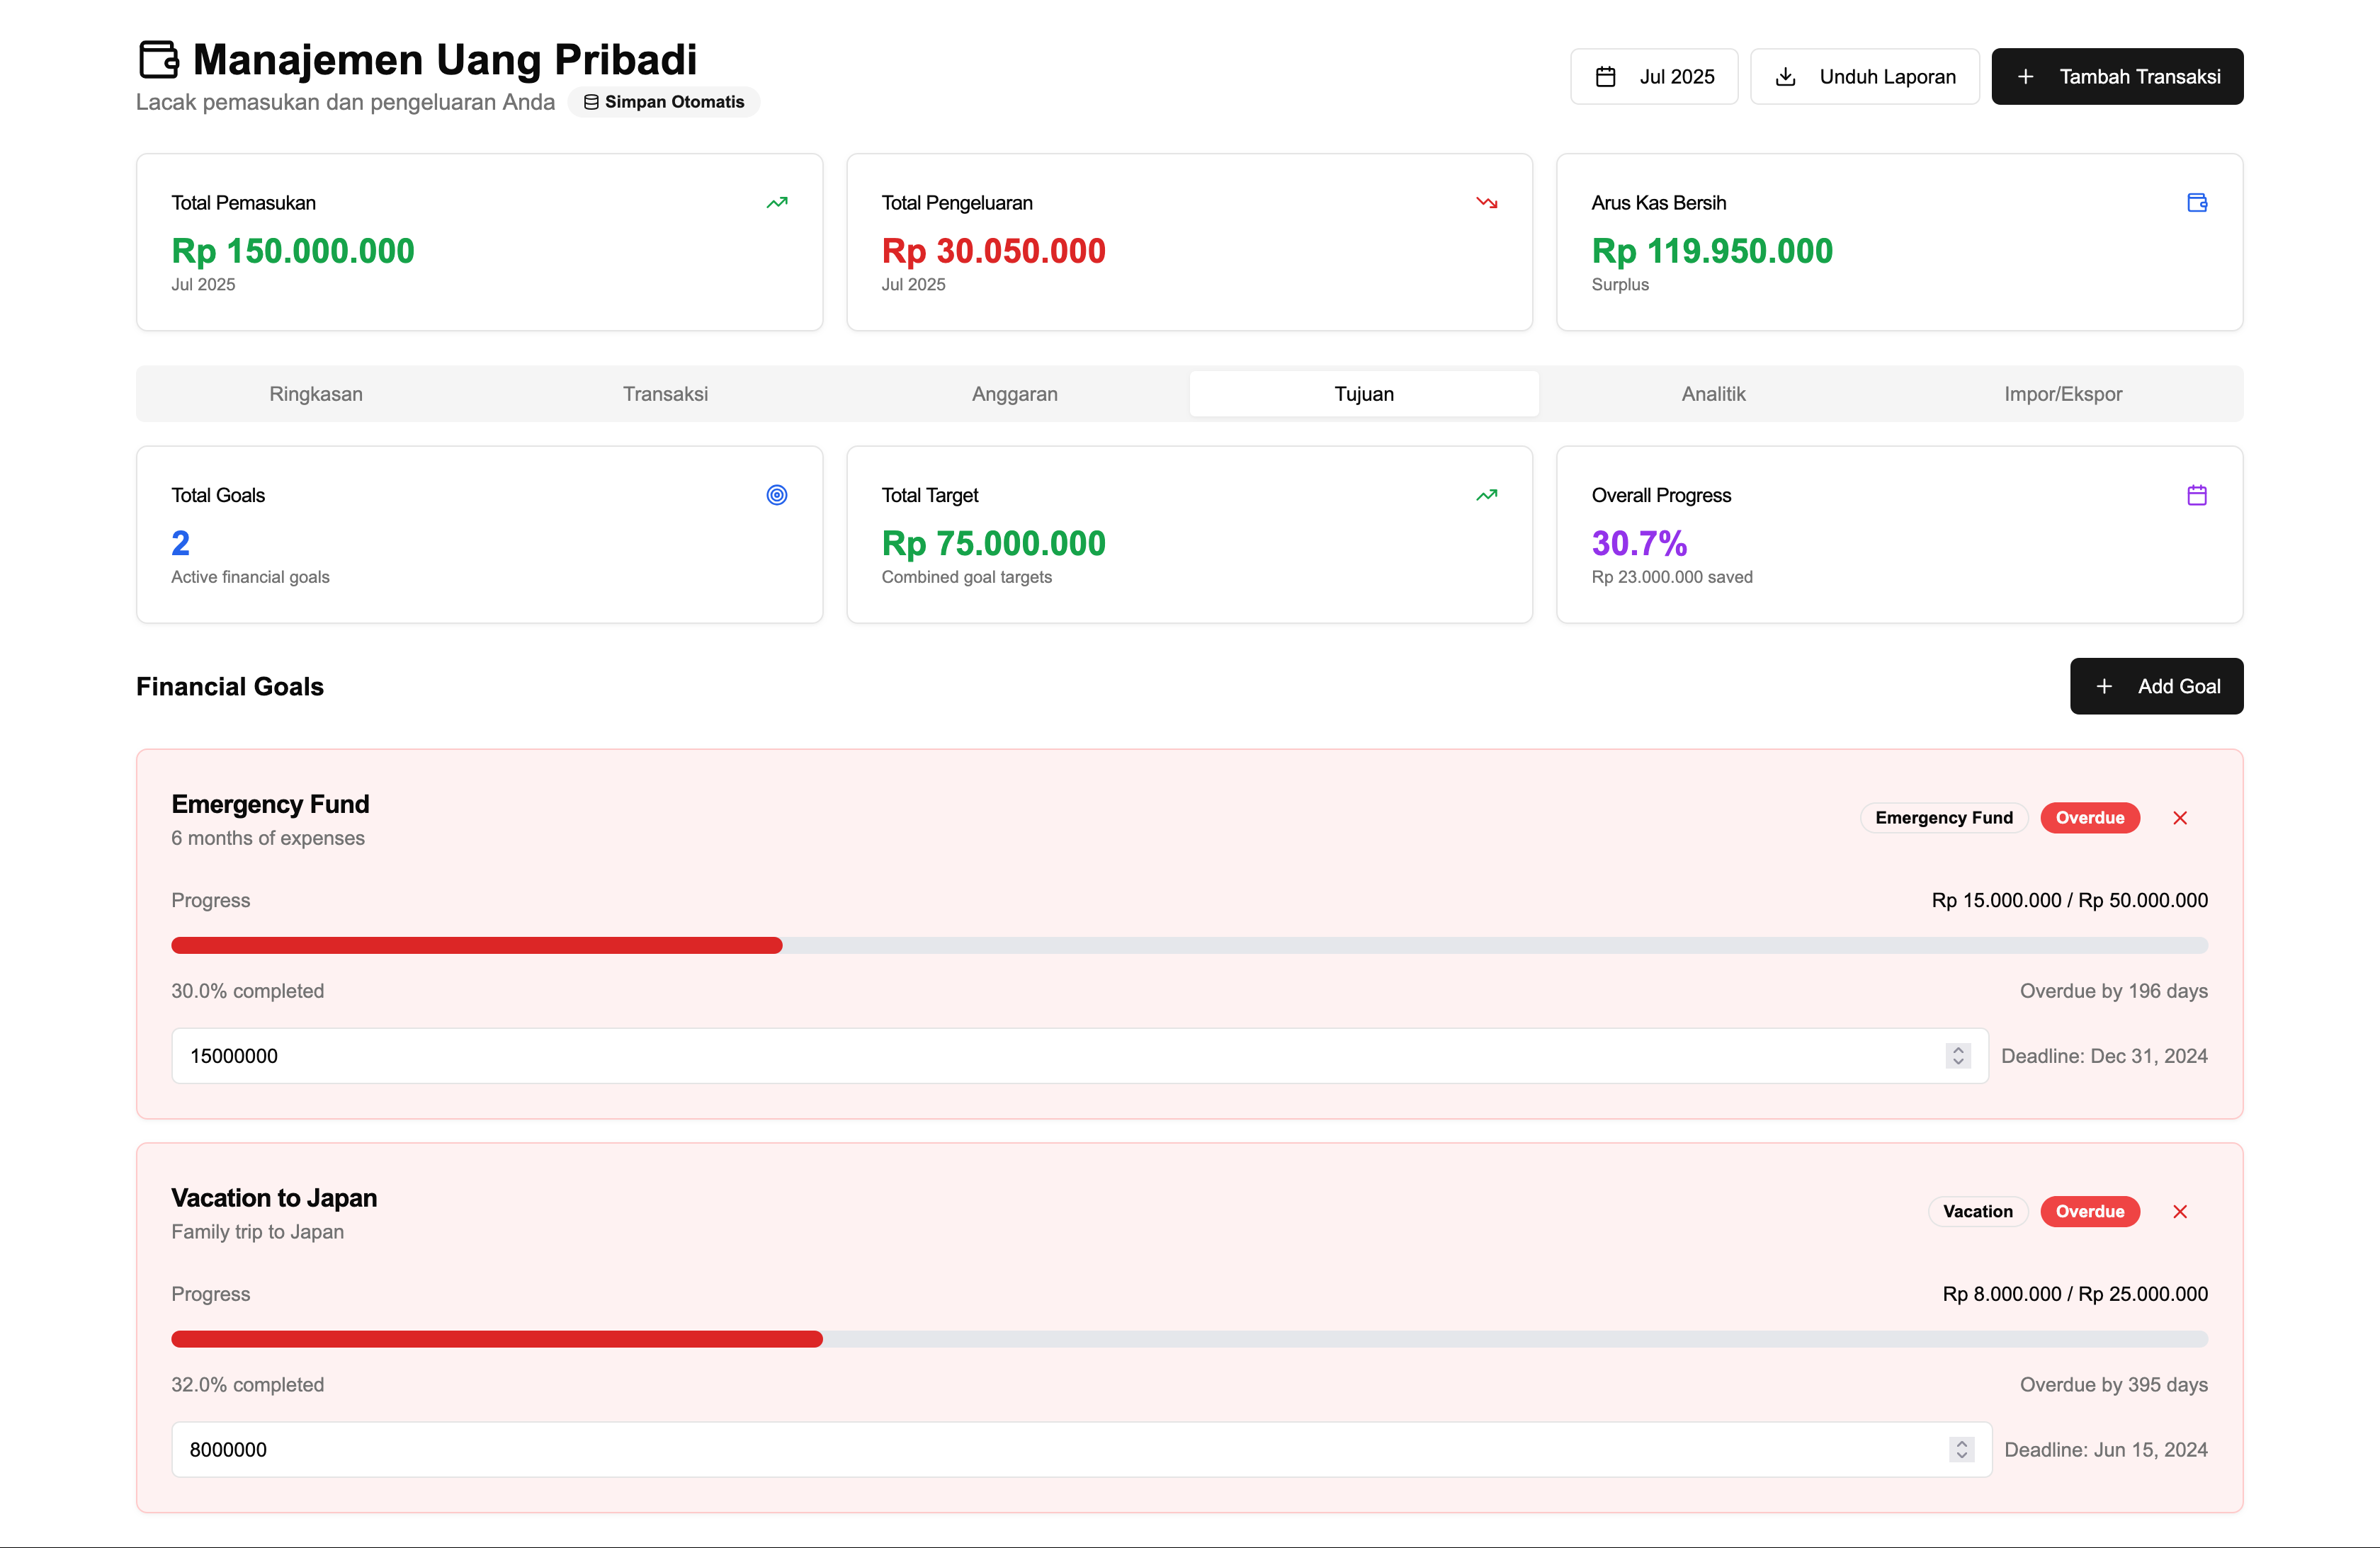 Manajemen Uang Pribadi
Lacak pemasukan dan pengeluaran Anda
Simpan Otomatis
Jul 2025
Unduh Laporan
Tambah Transaksi
Total Pemasukan
Rp 150.000.000
Jul 2025
Total Pengeluaran
Rp 30.050.000
Jul 2025
Arus Kas Bersih
Rp 119.950.000
Surplus
Ringkasan
Transaksi
Anggaran
Tujuan
Analitik
Impor/Ekspor
Total Goals
2
Active financial goals
Total Target
Rp 75.000.000
Combined goal targets
Overall Progress
30.7%
Rp 23.000.000 saved
Financial Goals
Add Goal
Emergency Fund
6 months of expenses
Emergency Fund
Overdue
Progress
Rp 15.000.000 / Rp 50.000.000
30.0% completed
Overdue by 196 days
15000000
Deadline: Dec 31, 2024
Vacation to Japan
Family trip to Japan
Vacation
Overdue
Progress
Rp 8.000.000 / Rp 25.000.000
32.0% completed
Overdue by 395 days
8000000
Deadline: Jun 15, 2024